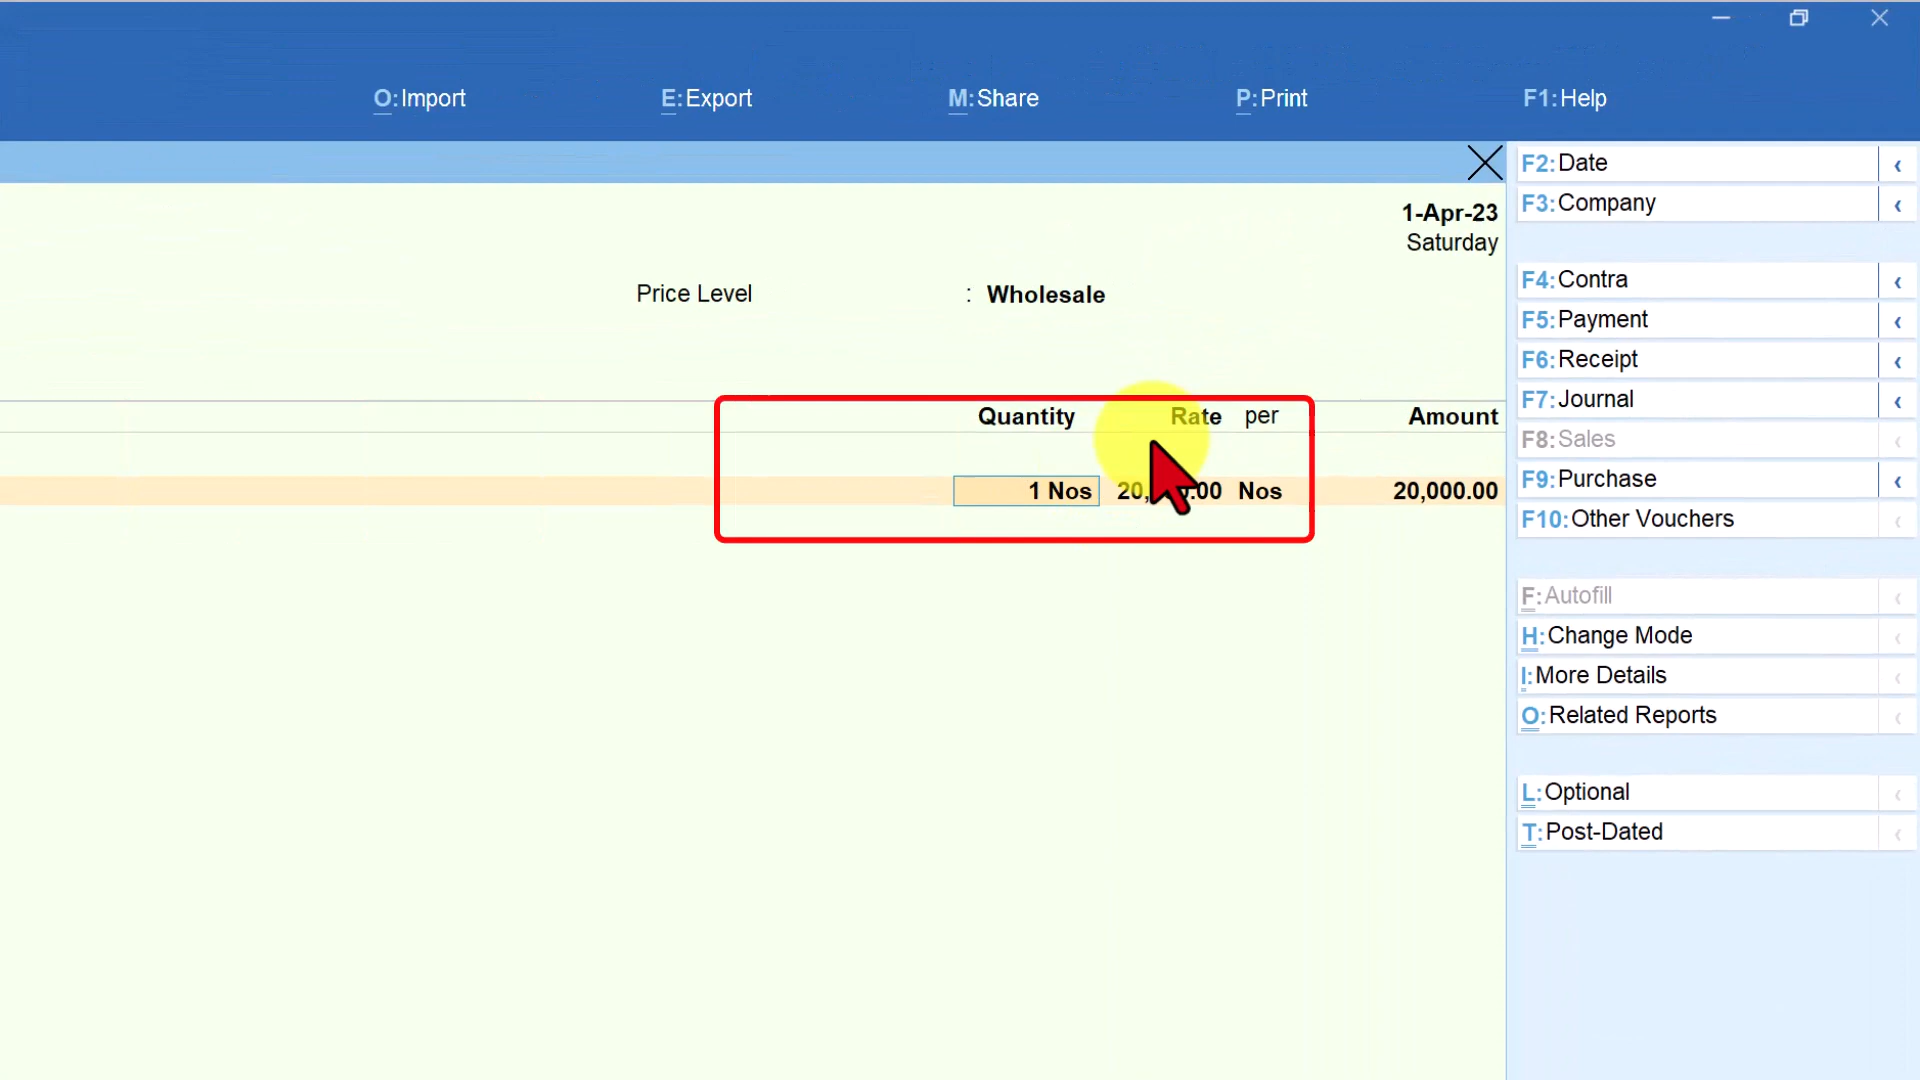 O:Import E:Export M:Share P:Print F1:Help
F2:Date
F3:Company
1-Apr-23
Saturday
Price Level : Wholesale
F4:Contra
F5:Payment
F6:Receipt
F7:Journal
Quantity Rate per Amount
F8:Sales
F9:Purchase
1 Nos Nos 20,000.00
F10:Other Vouchers
F:Autofill
H:Change Mode
I:More Details
O:Related Reports
L:Optional
T:Post-Dated